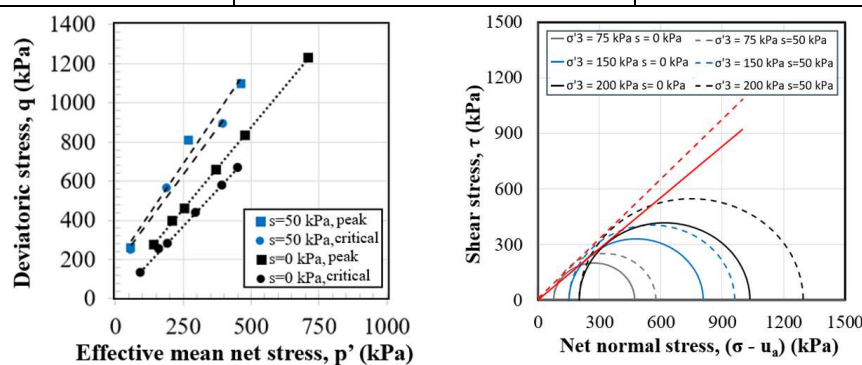 Deviatoric stress, q (kPa)
1400
1200
1000
800
600
400
200
0
s=50 kPa, peak
s=50 kPa, critical
s=0 kPa, peak
s=0 kPa, critical
0 250 500 750 1000
Effective mean net stress, p' (kPa)
Shear stress, τ (kPa)
1500
1200
900
600
300
0
σ'3 = 75 kPa s = 0 kPa σ'3 = 75 kPa s=50 kPa
σ'3 = 150 kPa s = 0 kPa σ'3 = 150 kPa s=50 kPa
σ'3 = 200 kPa s= 0 kPa σ'3 = 200 kPa s=50 kPa
0 300 600 900 1200 1500
Net normal stress, (σ - uₐ) (kPa)